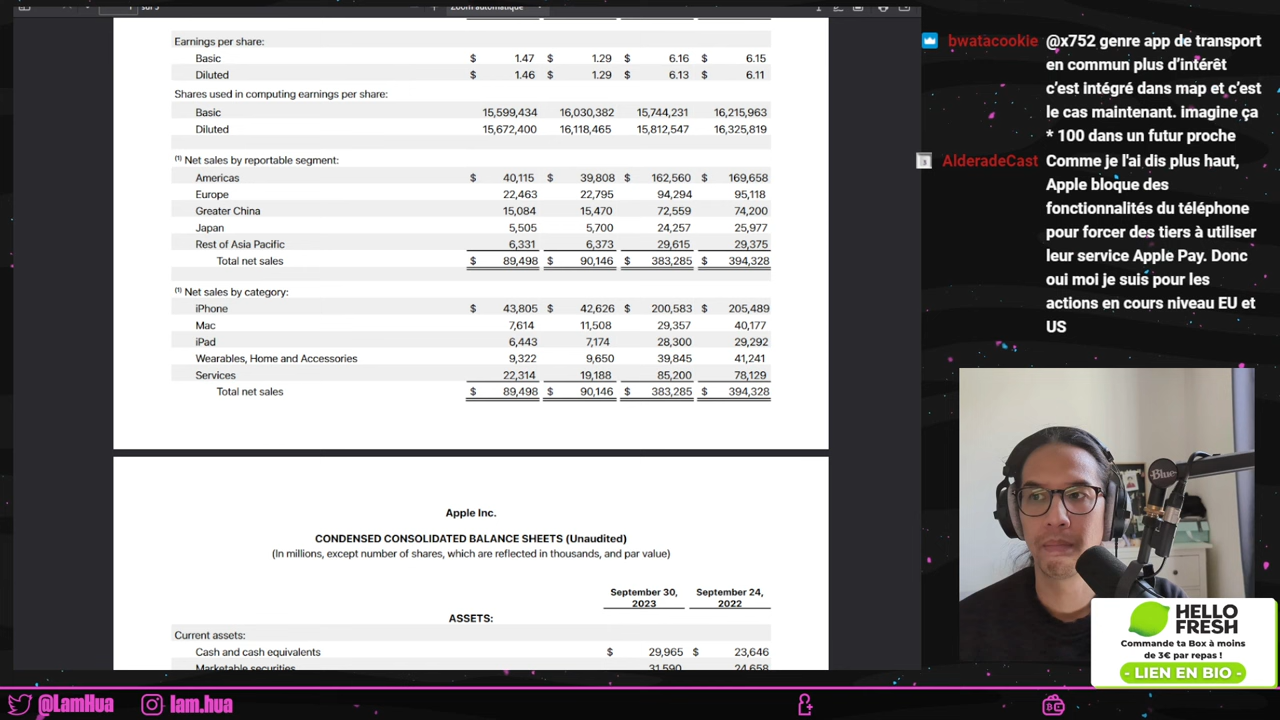 sur 5
Zoom automatique
Earnings per share:
Basic $ 1.47 $ 1.29 $ 6.16 $ 6.15
Diluted $ 1.46 $ 1.29 $ 6.13 $ 6.11
Shares used in computing earnings per share:
Basic 15,599,434 16,030,382 15,744,231 16,215,963
Diluted 15,672,400 16,118,465 15,812,547 16,325,819
(1) Net sales by reportable segment:
Americas $ 40,115 $ 39,808 $ 162,560 $ 169,658
Europe 22,463 22,795 94,294 95,118
Greater China 15,084 15,470 72,559 74,200
Japan 5,505 5,700 24,257 25,977
Rest of Asia Pacific 6,331 6,373 29,615 29,375
Total net sales $ 89,498 $ 90,146 $ 383,285 $ 394,328
(1) Net sales by category:
iPhone $ 43,805 $ 42,626 $ 200,583 $ 205,489
Mac 7,614 11,508 29,357 40,177
iPad 6,443 7,174 28,300 29,292
Wearables, Home and Accessories 9,322 9,650 39,845 41,241
Services 22,314 19,188 85,200 78,129
Total net sales $ 89,498 $ 90,146 $ 383,285 $ 394,328
Apple Inc.
CONDENSED CONSOLIDATED BALANCE SHEETS (Unaudited)
(In millions, except number of shares, which are reflected in thousands, and par value)
September 30, September 24,
2023 2022
ASSETS:
Current assets:
Cash and cash equivalents $ 29,965 $ 23,646
Marketable securities 31,590 24,658
bwatacookie @x752 genre app de transport
en commun plus d’intérêt
c’est intégré dans map et c’est
le cas maintenant. imagine ça
* 100 dans un futur proche
AlderadeCast Comme je l'ai dis plus haut,
Apple bloque des
fonctionnalités du téléphone
pour forcer des tiers à utiliser
leur service Apple Pay. Donc
oui moi je suis pour les
actions en cours niveau EU et
US
Blue
HELLO
FRESH
Commande ta Box à moins
de 3€ par repas !
- LIEN EN BIO -
@LamHua
lam.hua